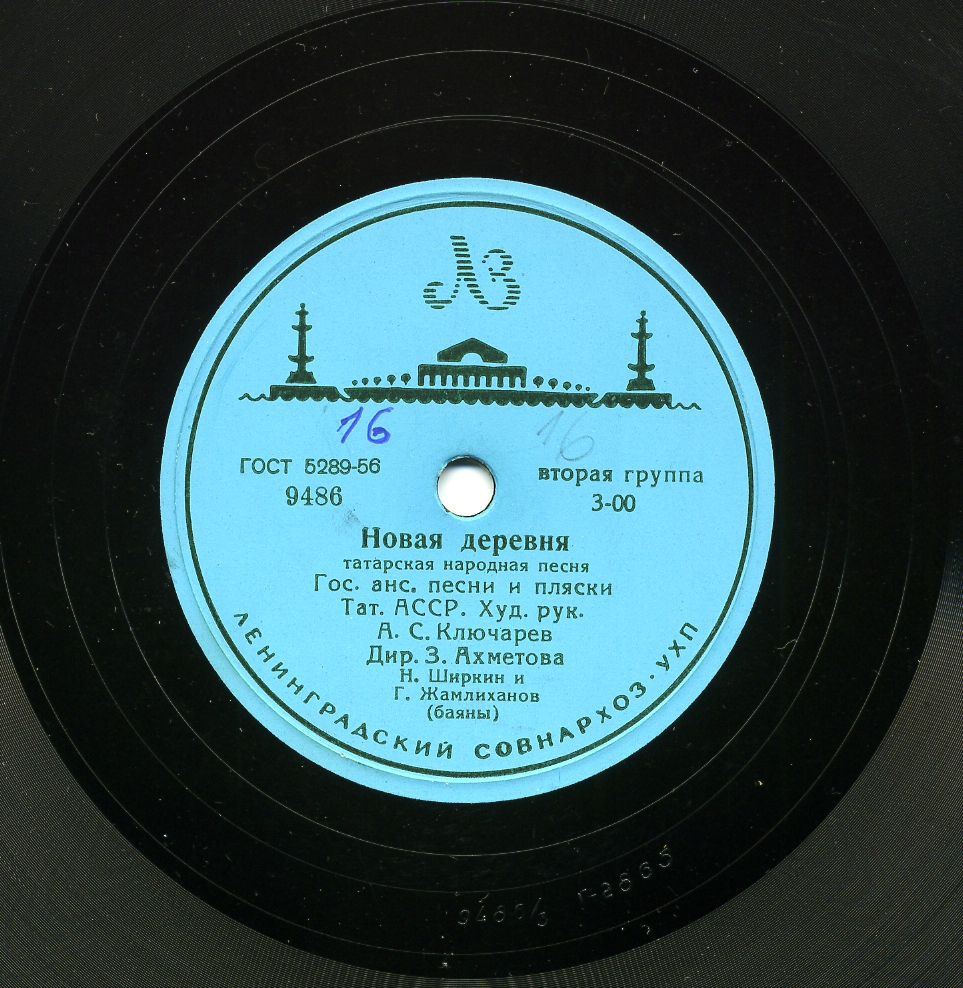 ЛЗ
16 16
ГОСТ 5289-56
9486
вторая группа
3-00
Новая деревня
татарская народная песня
Гос. анс. песни и пляски
Тат. АССР. Худ. рук.
А. С. Ключарев
Дир. З. Ахметова
Н. Ширкин и
Г. Жамлиханов
(баяны)
ЛЕНИНГРАДСКИЙ СОВНАРХОЗ · УХП